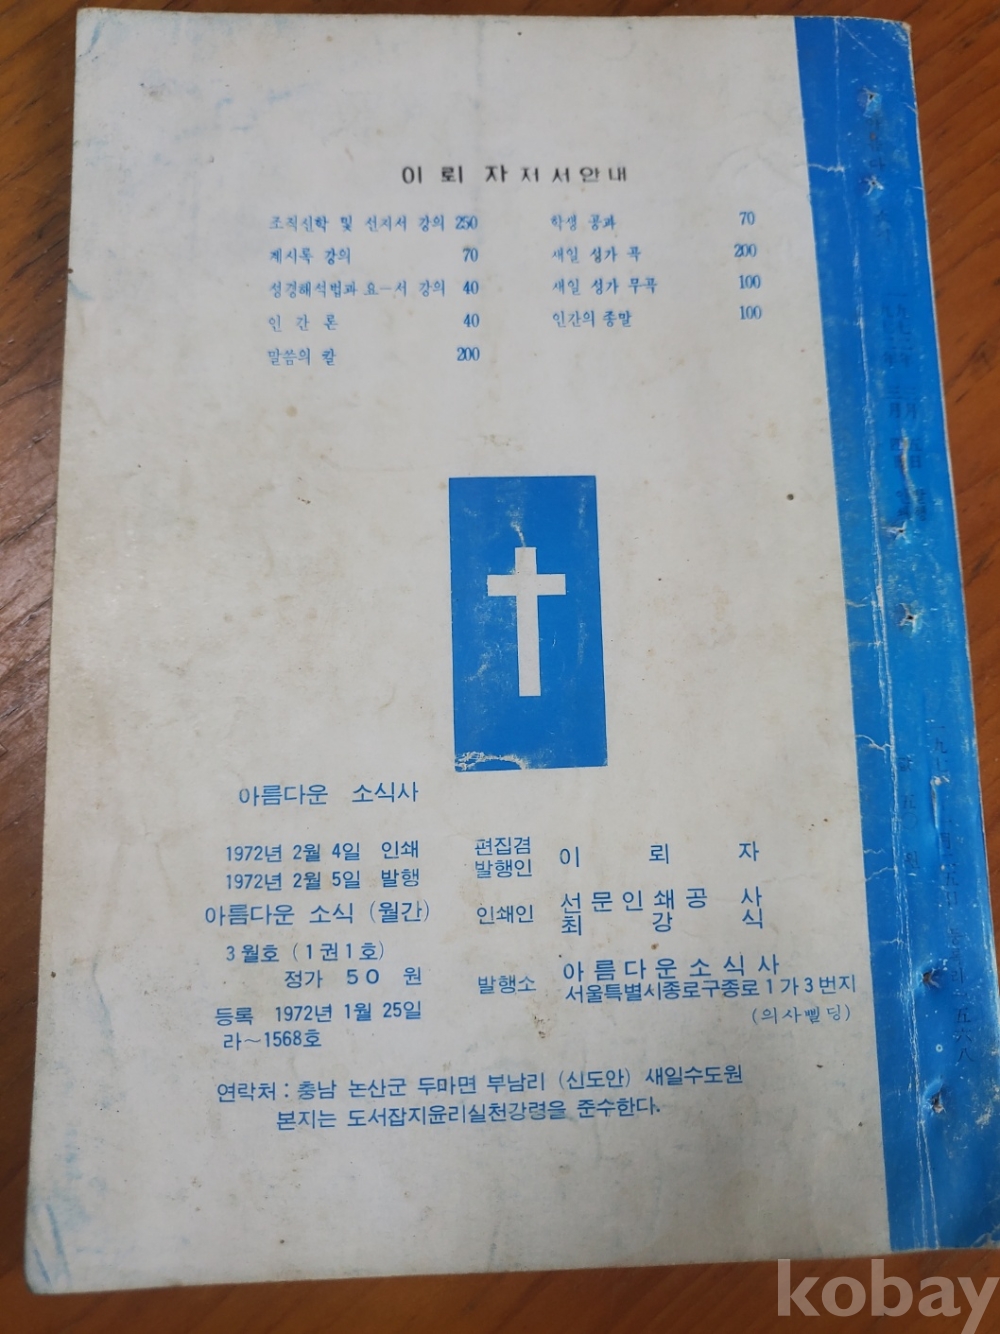 이 뢰 자 저 서 안 내
조직신학 및 선지서 강의 250
계시록 강의 70
성경해석법과 요一서 강의 40
인 간 론 40
말씀의 칼 200
학생 공과 70
새일 성가 곡 200
새일 성가 무곡 100
인간의 종말 100
아름다운 소식사
1972년 2월 4일 인쇄
1972년 2월 5일 발행
아름다운 소식 (월간)
3월호 (1권1호)
정가 50 원
등록 1972년 1월 25일
라~1568호
편집겸
발행인 이 뢰 자
인쇄인 선문인쇄공 사
최 강 식
발행소 아름다운소식사
서울특별시종로구종로1가3번지
(의사삘딩)
연락처 : 충남 논산군 두마면 부남리 (신도안) 새일수도원
본지는 도서잡지윤리실천강령을 준수한다.
kobay